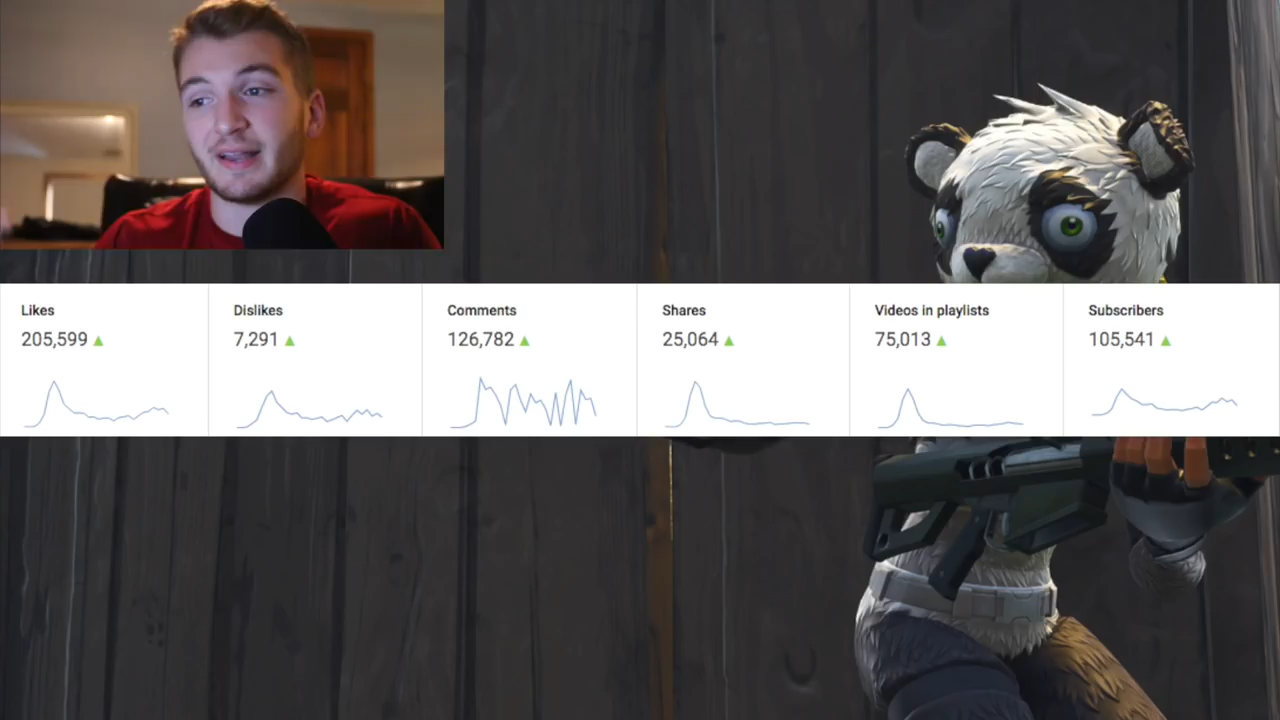 Likes
205,599
Dislikes
7,291
Comments
126,782
Shares
25,064
Videos in playlists
75,013
Subscribers
105,541